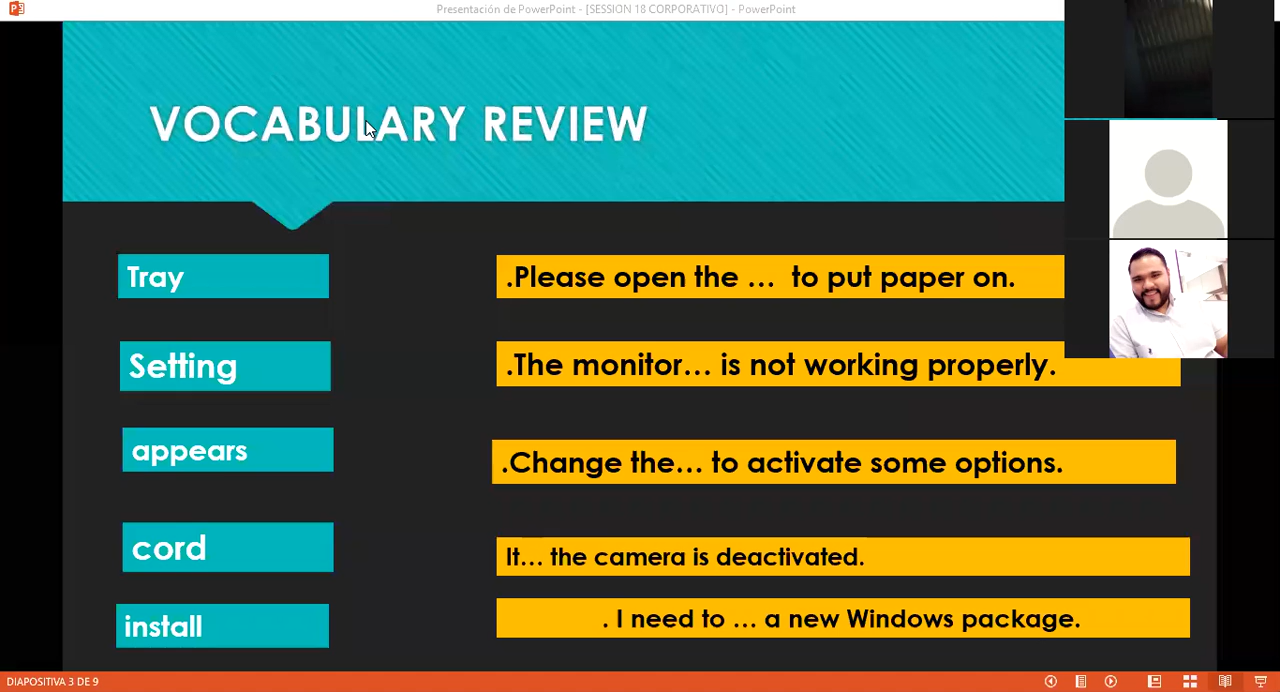 Presentación de PowerPoint - [SESSION 18 CORPORATIVO] - PowerPoint
VOCABULARY REVIEW
Tray
.Please open the ... to put paper on.
Setting
.The monitor... is not working properly.
appears
.Change the... to activate some options.
cord
It... the camera is deactivated.
install
. I need to ... a new Windows package.
DIAPOSITIVA 3 DE 9